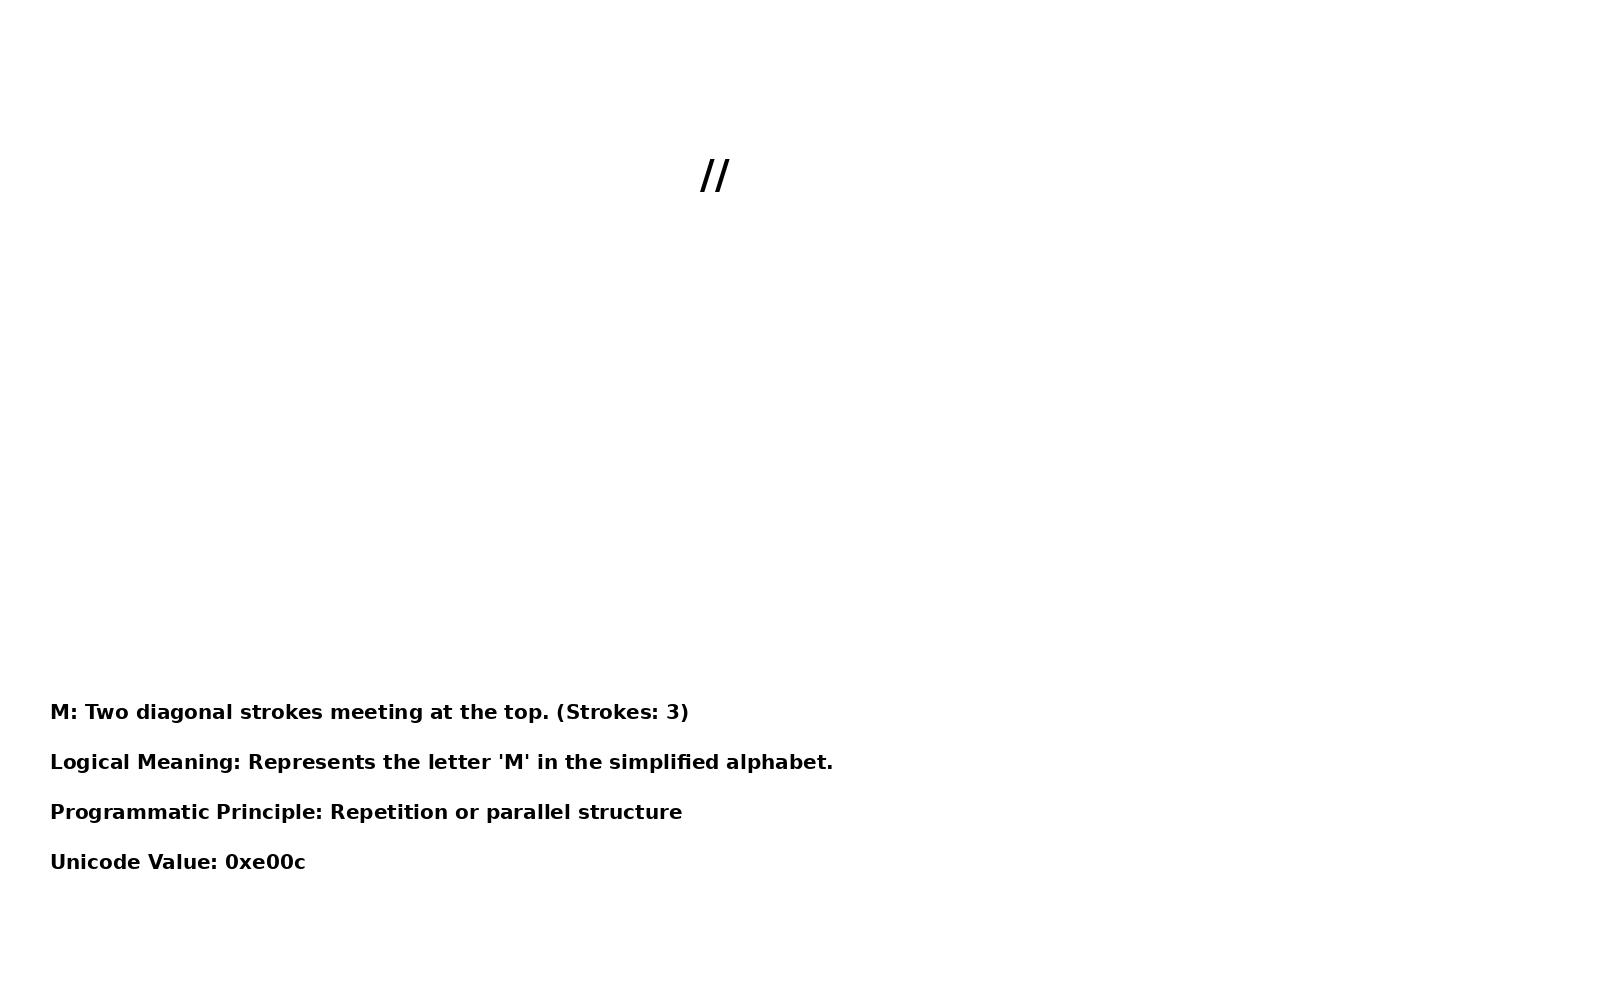 //
M: Two diagonal strokes meeting at the top. (Strokes: 3)
Logical Meaning: Represents the letter 'M' in the simplified alphabet.
Programmatic Principle: Repetition or parallel structure
Unicode Value: 0xe00c